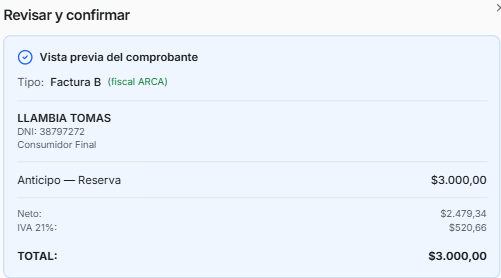 Revisar y confirmar
Vista previa del comprobante
Tipo: Factura B (fiscal ARCA)
LLAMBIA TOMAS
DNI: 38797272
Consumidor Final
Anticipo — Reserva $3.000,00
Neto: $2.479,34
IVA 21%: $520,66
TOTAL: $3.000,00